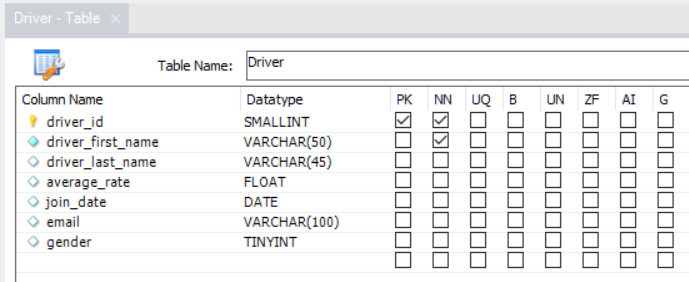 Driver - Table ×
Table Name: Driver
Column Name Datatype PK NN UQ B UN ZF AI G
driver_id SMALLINT
driver_first_name VARCHAR(50)
driver_last_name VARCHAR(45)
average_rate FLOAT
join_date DATE
email VARCHAR(100)
gender TINYINT